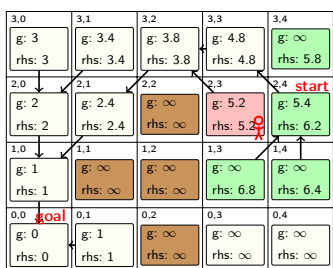 3,0 3,1 3,2 3,3 3,4
g: 3 g: 3.4 g: 3.8 g: 4.8 g: ∞
rhs: 3 rhs: 3.4 rhs: 3.8 rhs: 4.8 rhs: 5.8
2,0 2,1 2,2 2,3 2,4 start
g: 2 g: 2.4 g: ∞ g: 5.2 g: 5.4
rhs: 2 rhs: 2.4 rhs: ∞ rhs: 5.2 rhs: 6.2
1,0 1,1 1,2 1,3 1,4
g: 1 g: ∞ g: ∞ g: ∞ g: ∞
rhs: 1 rhs: ∞ rhs: ∞ rhs: 6.8 rhs: 6.4
0,0 goal 0,1 0,2 0,3 0,4
g: 0 g: 1 g: ∞ g: ∞ g: ∞
rhs: 0 rhs: 1 rhs: ∞ rhs: ∞ rhs: ∞